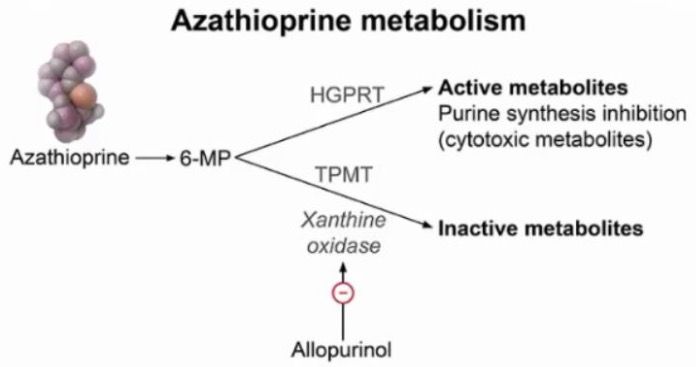 Azathioprine metabolism
HGPRT
Active metabolites
Purine synthesis inhibition
(cytotoxic metabolites)
Azathioprine
6-MP
TPMT
Xanthine
oxidase
Inactive metabolites
Allopurinol